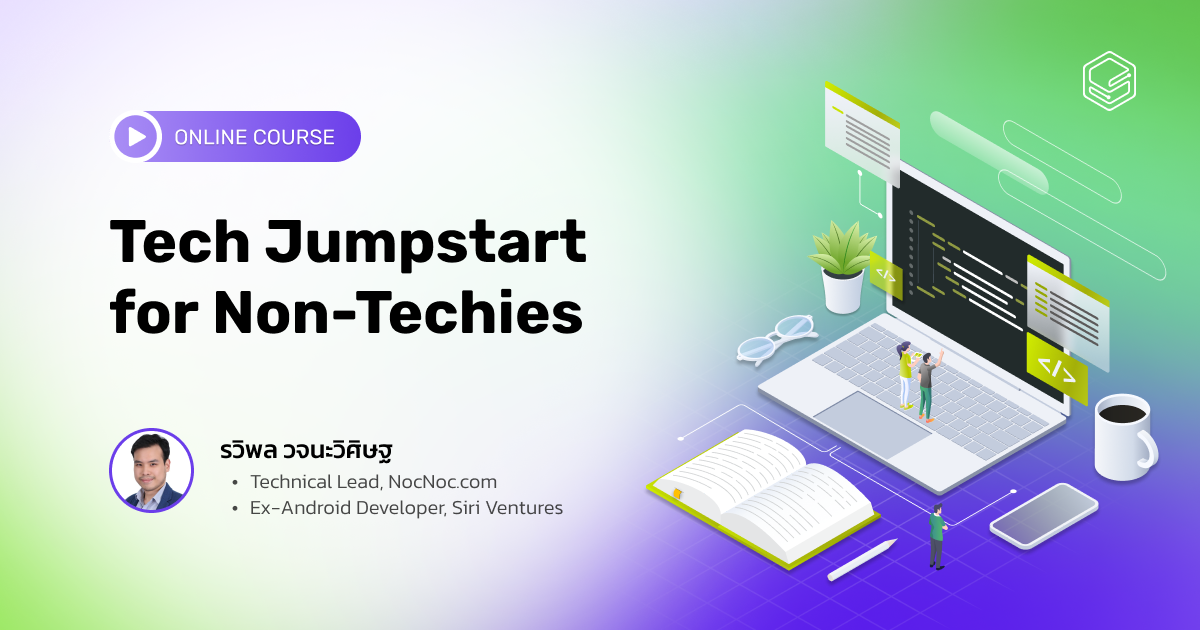 ONLINE COURSE
Tech Jumpstart
for Non-Techies
รวิพล วจนะวิศิษฐ
• Technical Lead, NocNoc.com
• Ex-Android Developer, Siri Ventures
</>
</>